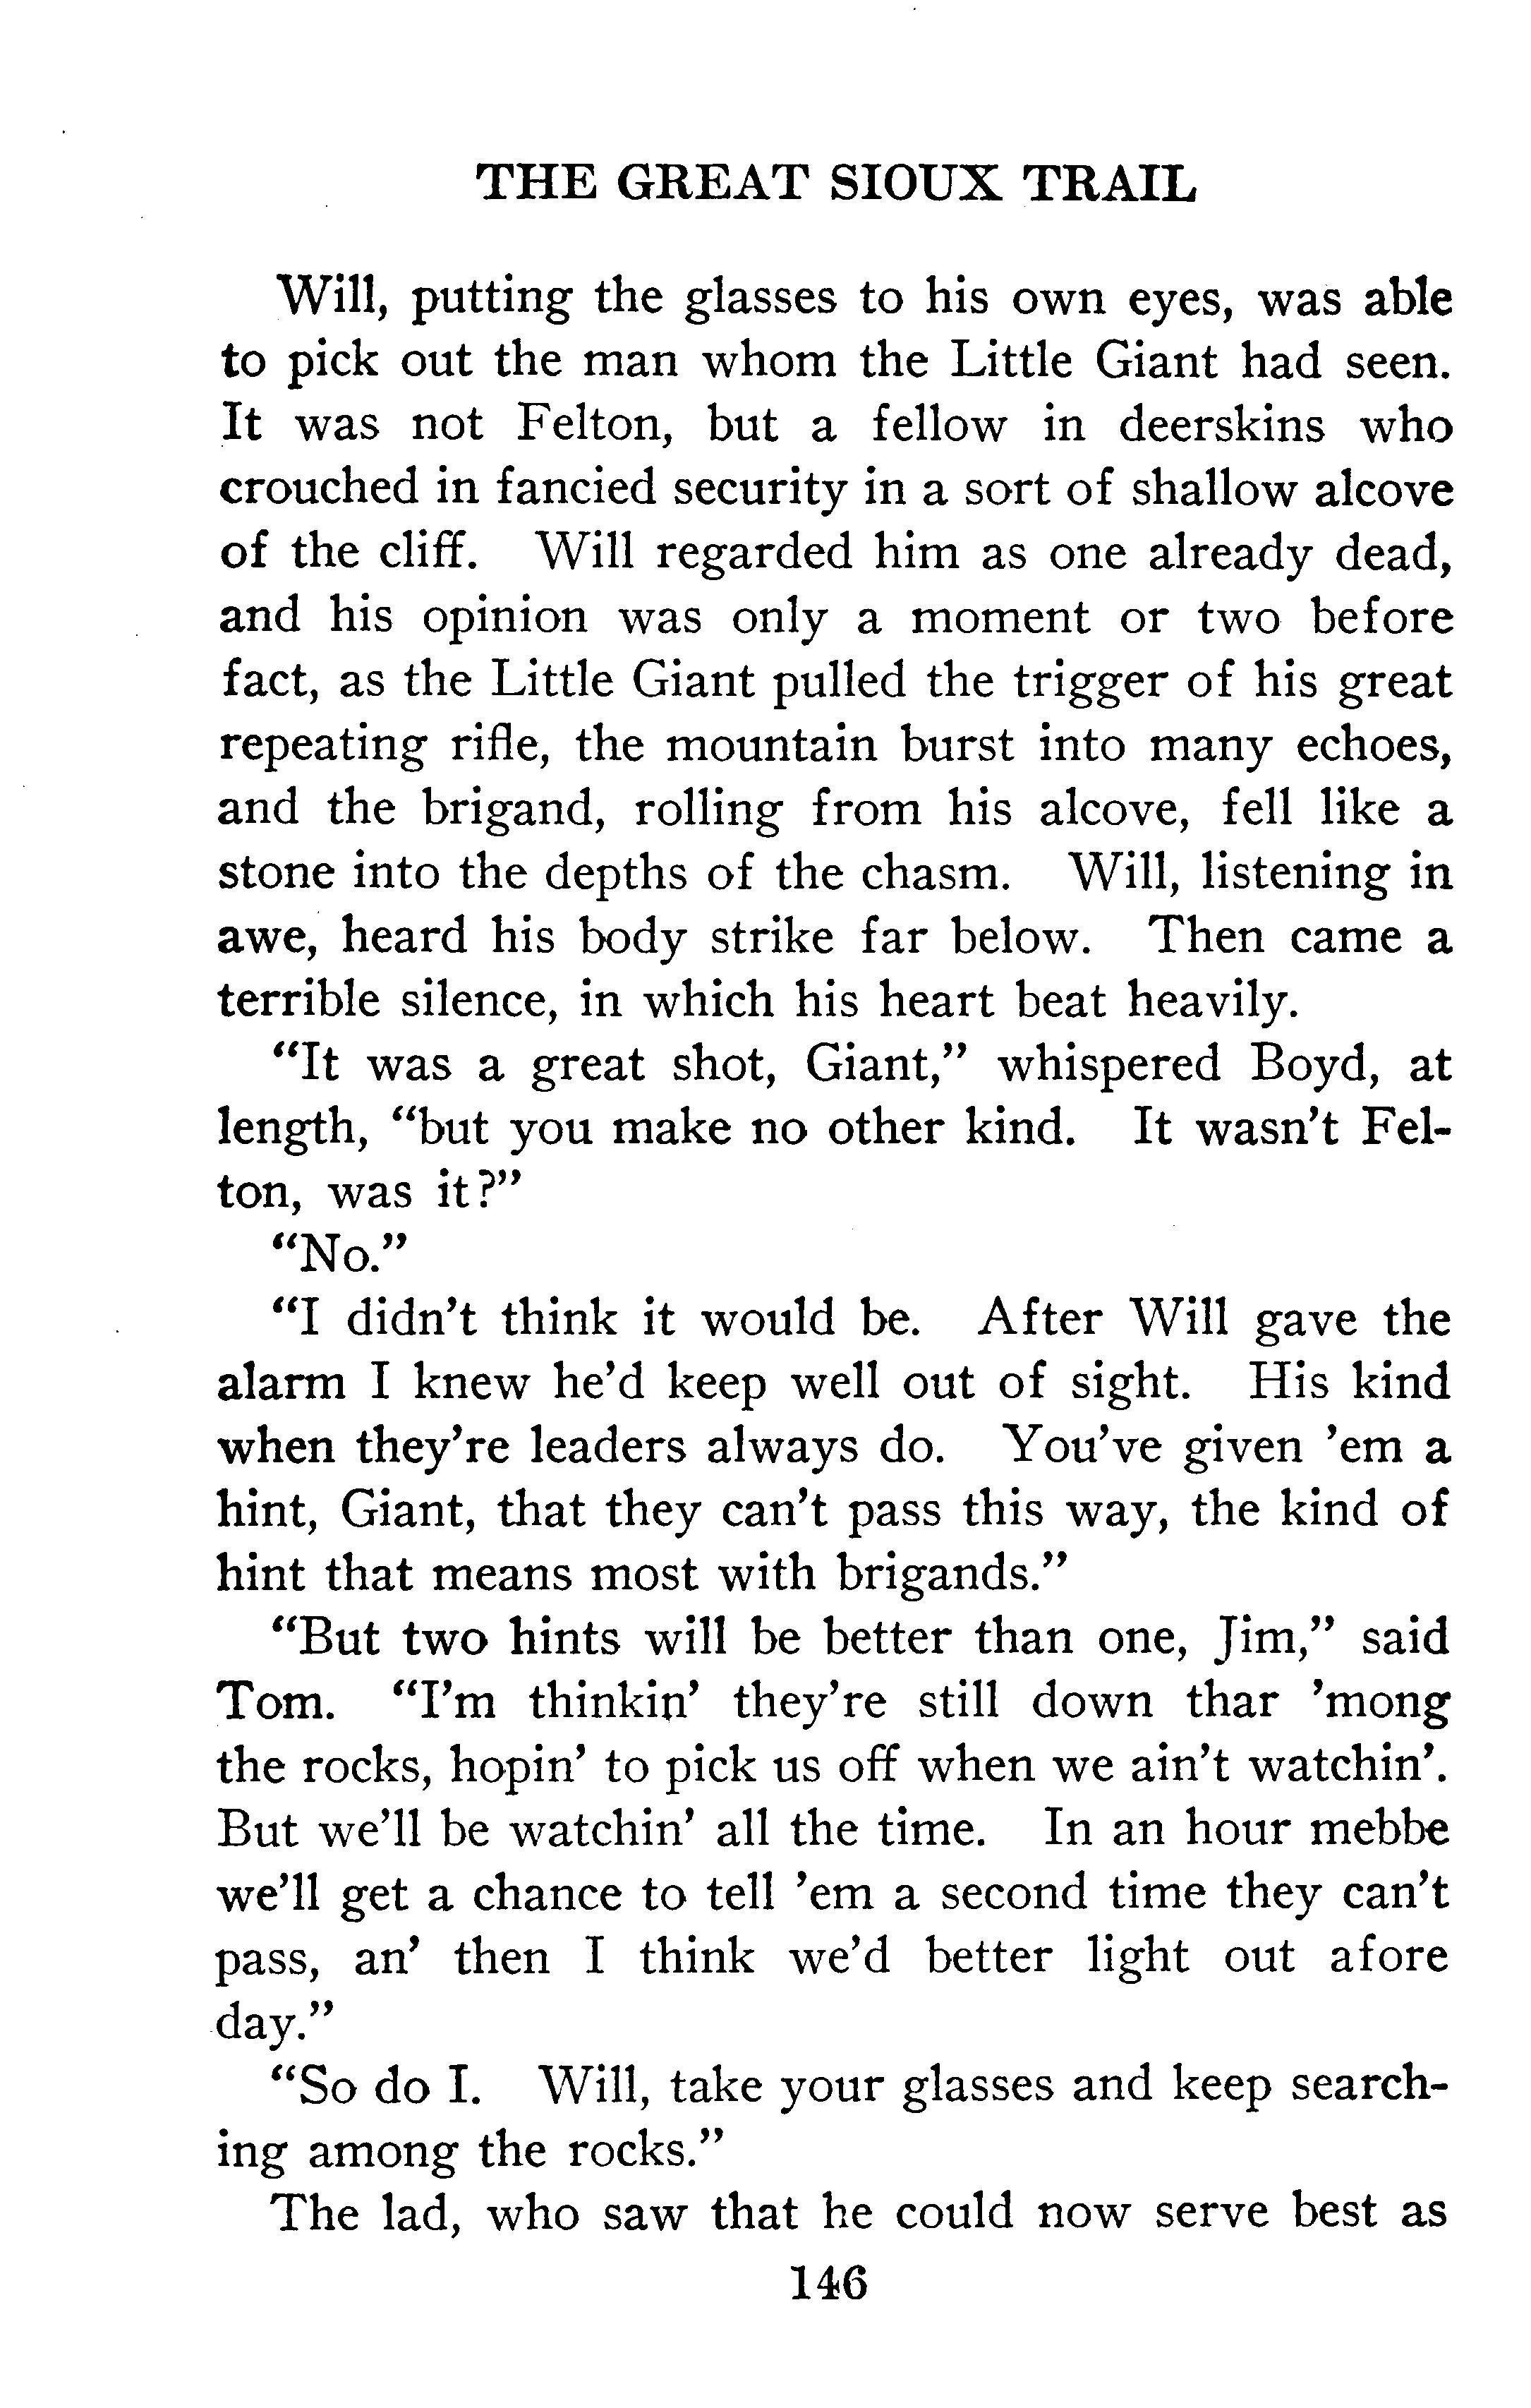 THE GREAT SIOUX TRAIL
Will, putting the glasses to his own eyes, was able
to pick out the man whom the Little Giant had seen.
It was not Felton, but a fellow in deerskins who
crouched in fancied security in a sort of shallow alcove
of the cliff. Will regarded him as one already dead,
and his opinion was only a moment or two before
fact, as the Little Giant pulled the trigger of his great
repeating rifle, the mountain burst into many echoes,
and the brigand, rolling from his alcove, fell like a
stone into the depths of the chasm. Will, listening in
awe, heard his body strike far below. Then came a
terrible silence, in which his heart beat heavily.
“It was a great shot, Giant,” whispered Boyd, at
length, “but you make no other kind. It wasn’t Fel-
ton, was it?”
“No.”
“I didn’t think it would be. After Will gave the
alarm I knew he’d keep well out of sight. His kind
when they’re leaders always do. You’ve given ’em a
hint, Giant, that they can’t pass this way, the kind of
hint that means most with brigands.”
“But two hints will be better than one, Jim,” said
Tom. “I’m thinkin’ they’re still down thar ’mong
the rocks, hopin’ to pick us off when we ain’t watchin’.
But we’ll be watchin’ all the time. In an hour mebbe
we’ll get a chance to tell ’em a second time they can’t
pass, an’ then I think we’d better light out afore
day.”
“So do I. Will, take your glasses and keep search-
ing among the rocks.”
The lad, who saw that he could now serve best as
146